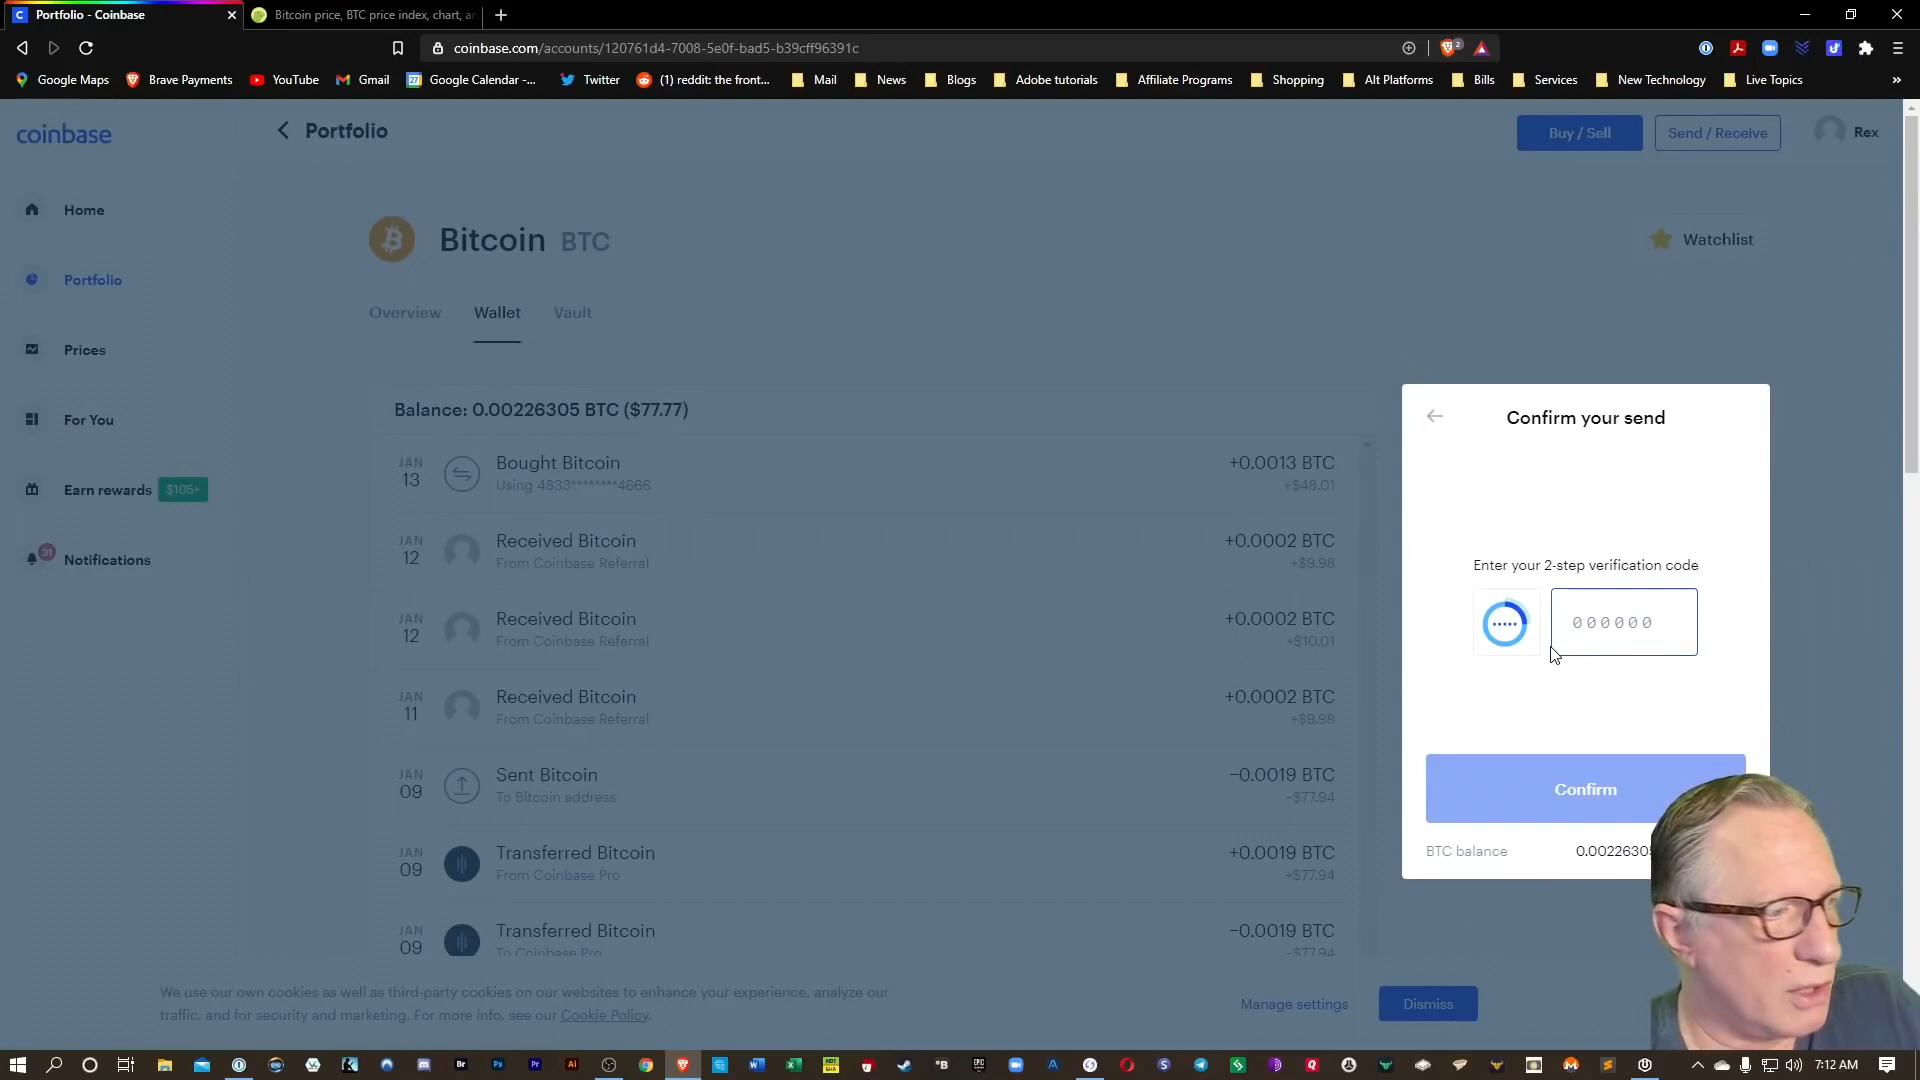 Portfolio - Coinbase
Bitcoin price, BTC price index, chart, an
coinbase.com/accounts/120761d4-7008-5e0f-bad5-b39cff96391c
2
Google Maps
Brave Payments
YouTube
Gmail
Google Calendar -...
Twitter
(1) reddit: the front...
Mail
News
Blogs
Adobe tutorials
Affiliate Programs
Shopping
Alt Platforms
Bills
Services
New Technology
Live Topics
coinbase
Portfolio
Buy / Sell
Send / Receive
Rex
Home
Portfolio
Prices
For You
Earn rewards $105+
31 Notifications
Bitcoin BTC
Watchlist
Overview
Wallet
Vault
Balance: 0.00226305 BTC ($77.77)
JAN 13
Bought Bitcoin
Using 4833********4666
+0.0013 BTC
+$48.01
JAN 12
Received Bitcoin
From Coinbase Referral
+0.0002 BTC
+$9.98
JAN 12
Received Bitcoin
From Coinbase Referral
+0.0002 BTC
+$10.01
JAN 11
Received Bitcoin
From Coinbase Referral
+0.0002 BTC
+$9.98
JAN 09
Sent Bitcoin
To Bitcoin address
−0.0019 BTC
−$77.94
JAN 09
Transferred Bitcoin
From Coinbase Pro
+0.0019 BTC
+$77.94
JAN 09
Transferred Bitcoin
To Coinbase Pro
−0.0019 BTC
−$77.94
Confirm your send
Enter your 2-step verification code
000000
Confirm
BTC balance
0.00226305
We use our own cookies as well as third-party cookies on our websites to enhance your experience, analyze our
traffic, and for security and marketing. For more info, see our Cookie Policy.
Manage settings
Dismiss
7:12 AM